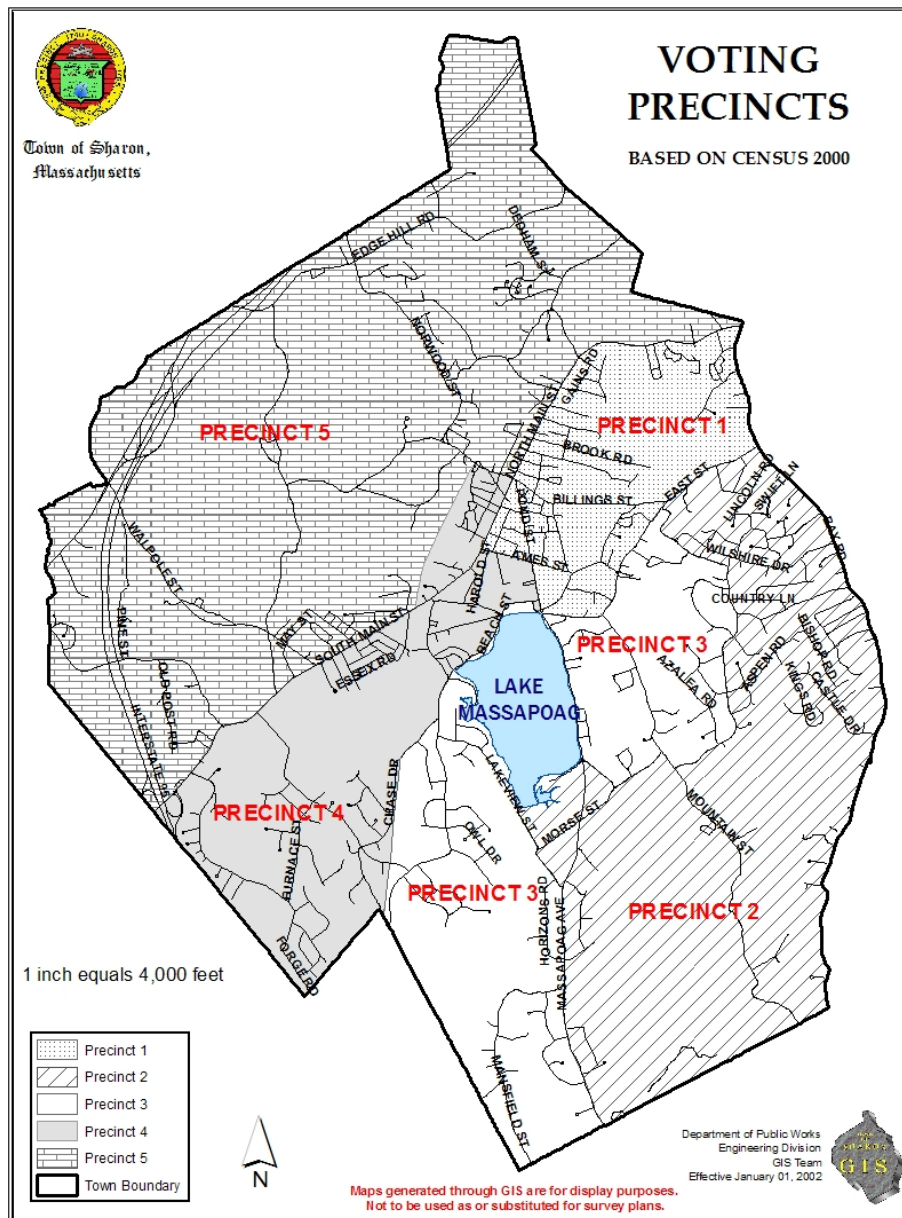 VOTING
PRECINCTS
BASED ON CENSUS 2000
Town of Sharon,
Massachusetts
EDGE HILL RD
DEDHAM ST
NORWOOD ST
GAINS RD
NORTH MAIN ST
PRECINCT 5
PRECINCT 1
BROOK RD
BILLINGS ST
POND ST
EAST ST
LINCOLN RD
SWIFT LN
BAY RD
WALPOLE ST
HAROLD ST
AMES ST
WILSHIRE DR
COUNTRY LN
PINE ST
MAY ST
SOUTH MAIN ST
ESSEX RD
BEACH ST
PRECINCT 3
AZALEA RD
ASPEN RD
BISHOP RD
KINGS RD
CASTLE DR
OLD POST RD
INTERSTATE 95
LAKE
MASSAPOAG
LAKEVIEW ST
MORSE ST
MOUNTAIN ST
PRECINCT 4
CHASE DR
FURNACE ST
OWL DR
PRECINCT 3
HORIZONS RD
MASSAPOAG AVE
PRECINCT 2
FORGE RD
MANSFIELD ST
1 inch equals 4,000 feet
Precinct 1
Precinct 2
Precinct 3
Precinct 4
Precinct 5
Town Boundary
N
Department of Public Works
Engineering Division
GIS Team
Effective January 01, 2002
GIS
Maps generated through GIS are for display purposes.
Not to be used as or substituted for survey plans.